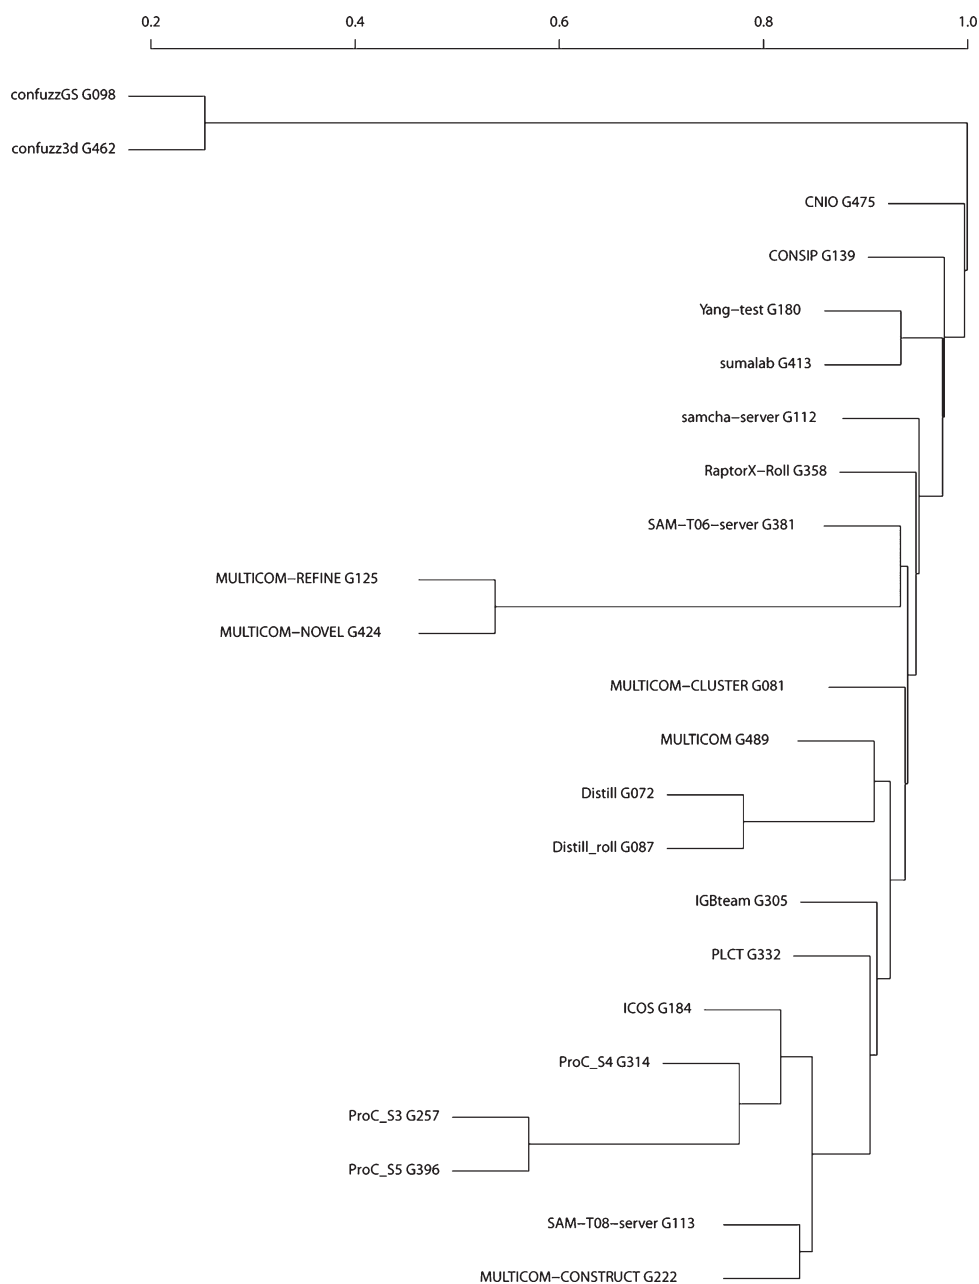 0.2 0.4 0.6 0.8 1.0
confuzzGS G098
confuzz3d G462
CNIO G475
CONSIP G139
Yang−test G180
sumalab G413
samcha−server G112
RaptorX−Roll G358
SAM−T06−server G381
MULTICOM−REFINE G125
MULTICOM−NOVEL G424
MULTICOM−CLUSTER G081
MULTICOM G489
Distill G072
Distill_roll G087
IGBteam G305
PLCT G332
ICOS G184
ProC_S4 G314
ProC_S3 G257
ProC_S5 G396
SAM−T08−server G113
MULTICOM−CONSTRUCT G222